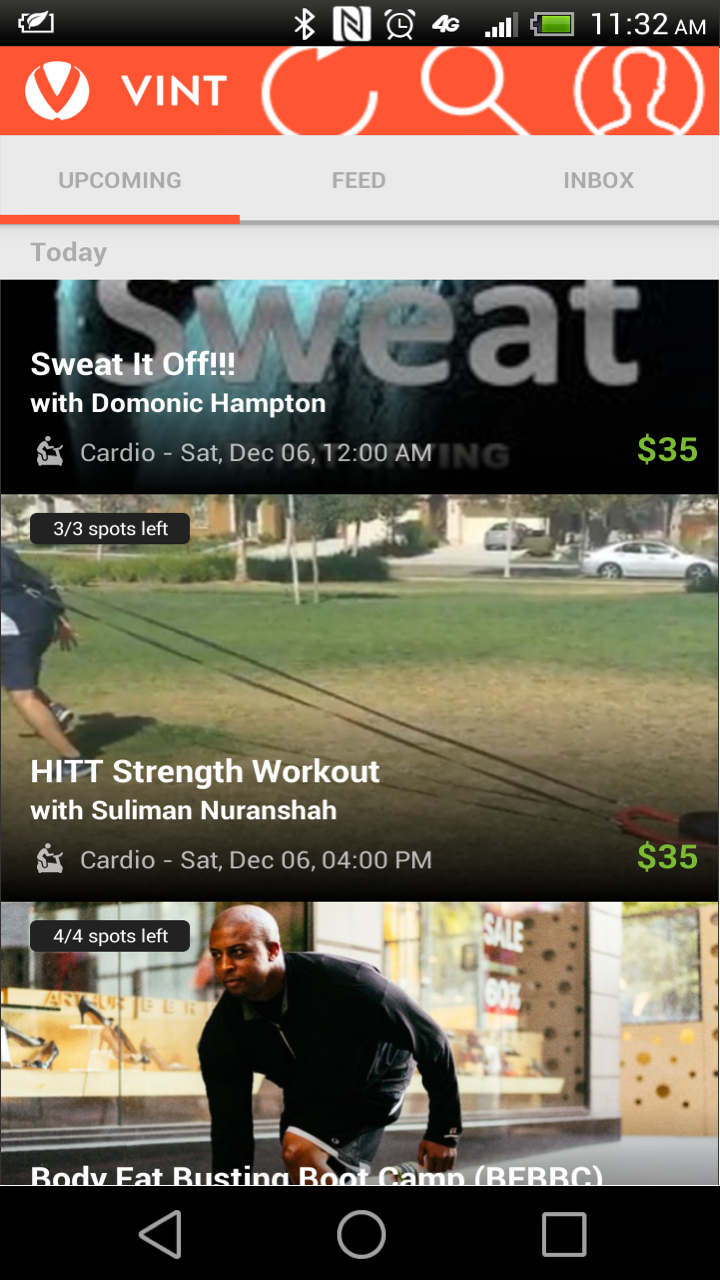 4G 11:32 AM
VINT
UPCOMING FEED INBOX
Today
Sweat
Sweat It Off!!!
with Domonic Hampton
Cardio - Sat, Dec 06, 12:00 AM
$35
3/3 spots left
HITT Strength Workout
with Suliman Nuranshah
Cardio - Sat, Dec 06, 04:00 PM
$35
4/4 spots left
SALE
60%
Body Fat Busting Boot Camp (BFBBC)